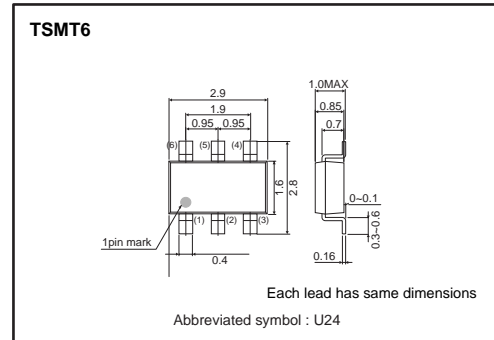 TSMT6
2.9
1.0MAX
1.9
0.85
0.95 0.95
0.7
(6) (5) (4)
1.6
2.8
0~0.1
(1) (2) (3)
1pin mark
0.3~0.6
0.4
0.16
Each lead has same dimensions
Abbreviated symbol : U24